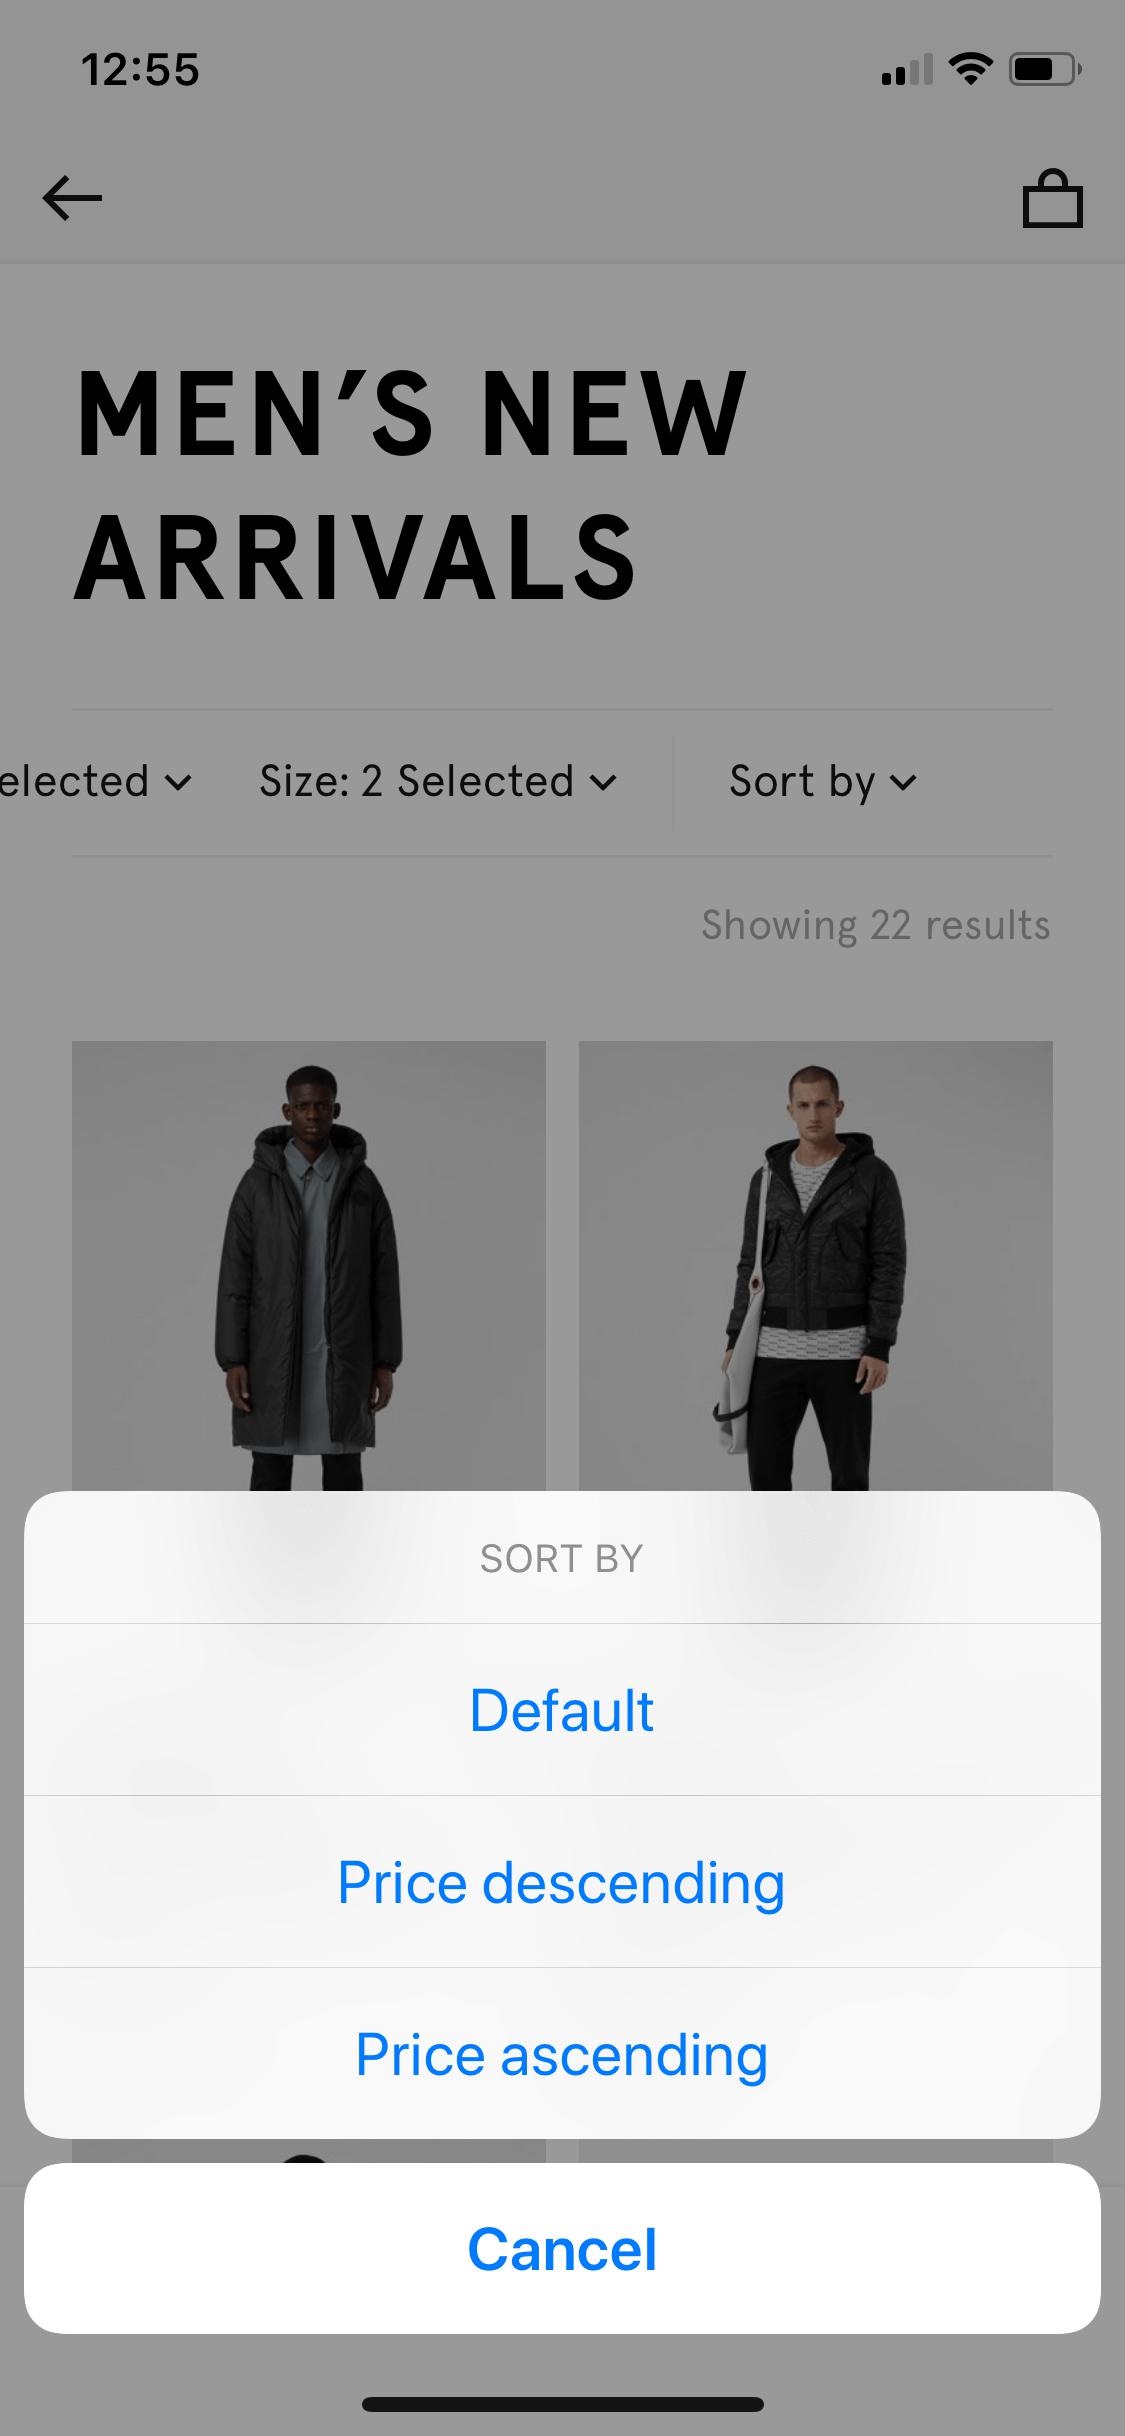 12:55
MEN’S NEW
ARRIVALS
elected Size: 2 Selected Sort by
Showing 22 results
SORT BY
Default
Price descending
Price ascending
Cancel